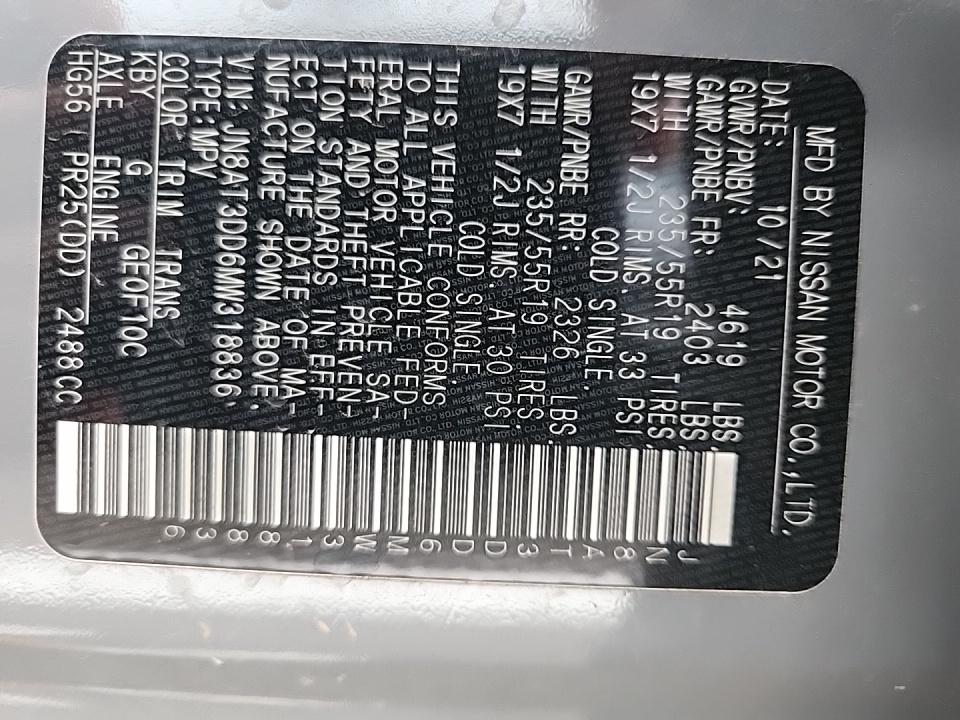 MFD BY NISSAN MOTOR CO.,LTD.
DATE: 10/21
GVWR/PNBV: 4619 LBS.
GAWR/PNBE FR: 2403 LBS.
WITH 235/55R19 TIRES.
19X7 1/2J RIMS. AT 33 PSI.
COLD SINGLE.
GAWR/PNBE RR: 2326 LBS.
WITH 235/55R19 TIRES.
19X7 1/2J RIMS. AT 30 PSI.
COLD SINGLE.
THIS VEHICLE CONFORMS
TO ALL APPL CABLE FED-
ERAL MOTOR VEHICLE SA-
FETY AND THEFT PREVEN-
TION STANDARDS IN EFF-
ECT ON THE DATE OF MA-
NUFACTURE SHOWN ABOVE.
VIN: JN8AT3DD6MW318836.
TYPE:MPV
COLOR TRIM TRANS
KBY G GEOF10C
AXLE ENGINE
HG56 ( PR25(DD) 2488CC
JN8AT3DD6MW318836